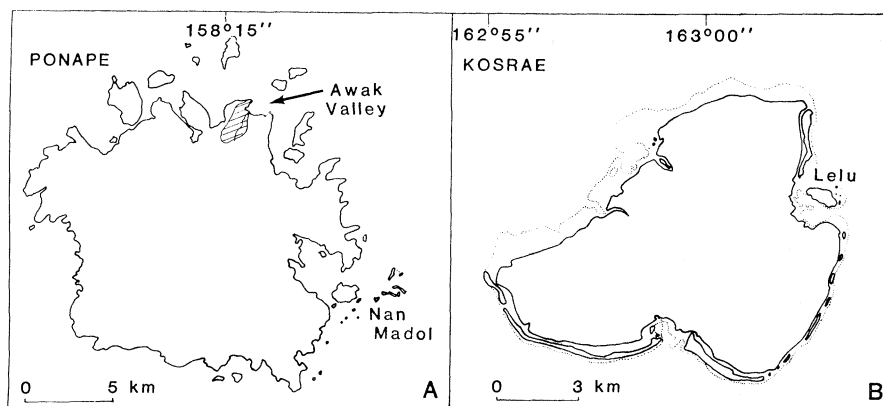 158°15''
PONAPE
Awak
Valley
Nan
Madol
0 5 km
A
162°55'' 163°00''
KOSRAE
Lelu
0 3 km
B